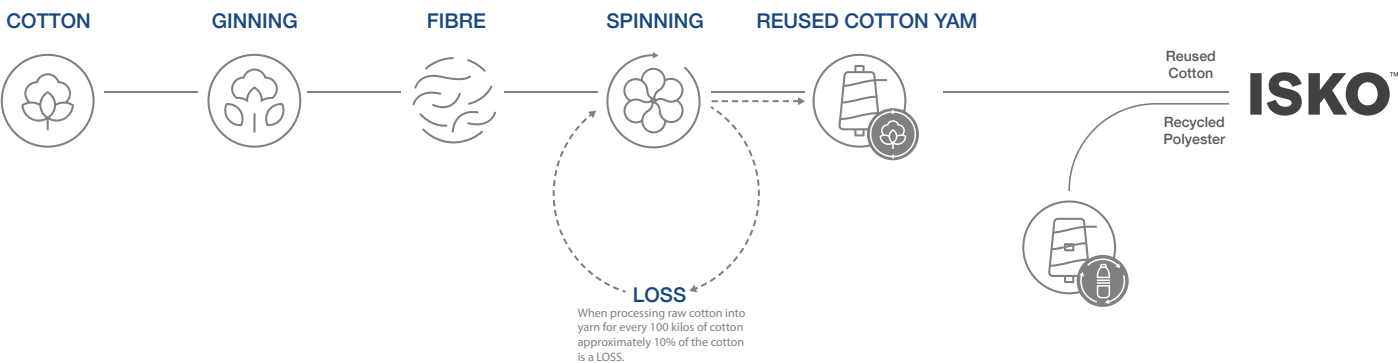 COTTON
GINNING
FIBRE
SPINNING
REUSED COTTON YAM
Reused
Cotton
ISKO™
Recycled
Polyester
LOSS
When processing raw cotton into
yarn for every 100 kilos of cotton
approximately 10% of the cotton
is a LOSS.